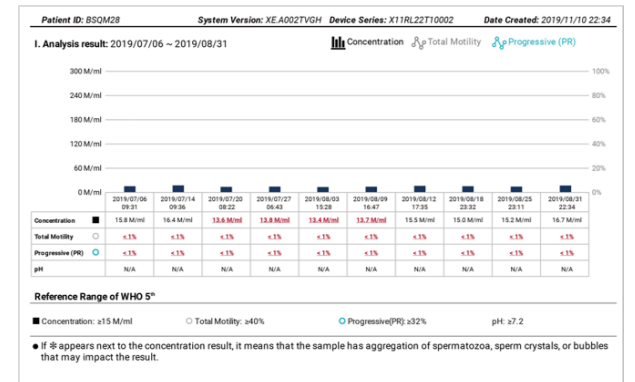 Patient ID: BSQM28 System Version: XE.A002TVGH Device Series: X11RL22T10002 Date Created: 2019/11/10 22:34
I. Analysis result: 2019/07/06 ~ 2019/08/31 Concentration Total Motility Progressive (PR)
300 M/ml 100%
240 M/ml 80%
180 M/ml 60%
120 M/ml 40%
60 M/ml 20%
0 M/ml 0%
2019/07/06 2019/07/14 2019/07/20 2019/07/27 2019/08/03 2019/08/09 2019/08/12 2019/08/18 2019/08/25 2019/08/31
09:31 09:36 08:22 06:43 15:28 16:47 17:35 23:32 23:11 22:34
Concentration 15.8 M/ml 16.4 M/ml 13.6 M/ml 13.8 M/ml 13.4 M/ml 13.7 M/ml 15.5 M/ml 15.0 M/ml 15.2 M/ml 16.7 M/ml
Total Motility <1% <1% <1% <1% <1% <1% <1% <1% <1% <1%
Progressive (PR) <1% <1% <1% <1% <1% <1% <1% <1% <1% <1%
pH N/A N/A N/A N/A N/A N/A N/A N/A N/A N/A
Reference Range of WHO 5th
Concentration: ≥15 M/ml Total Motility: ≥40% Progressive(PR): ≥32% pH: ≥7.2
● If ✻ appears next to the concentration result, it means that the sample has aggregation of spermatozoa, sperm crystals, or bubbles
that may impact the result.